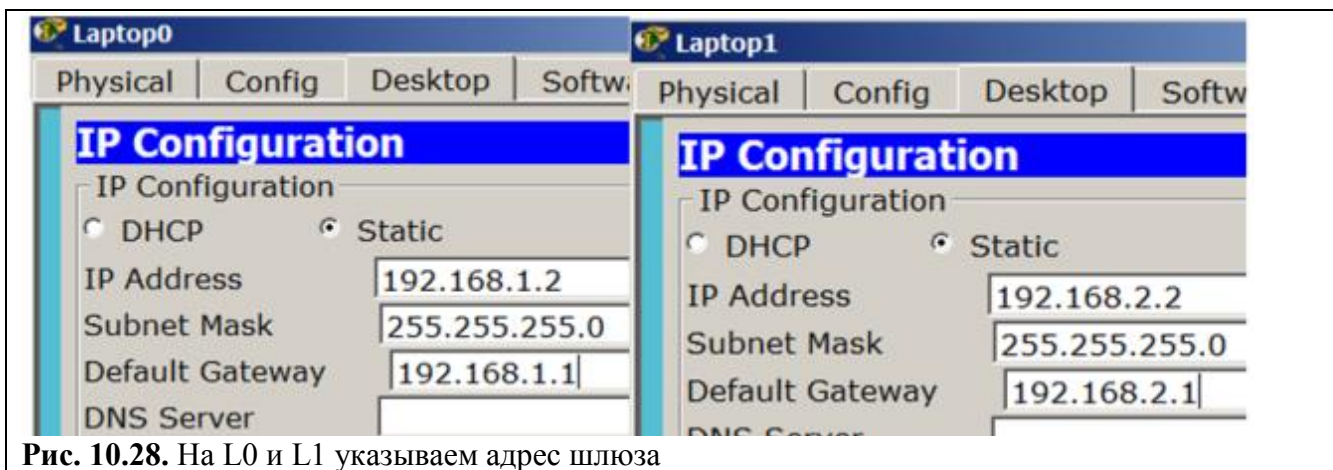 Laptop0
Physical Config Desktop
IP Configuration
IP Configuration
DHCP Static
IP Address 192.168.1.2
Subnet Mask 255.255.255.0
Default Gateway 192.168.1.1
DNS Server
Laptop1
Physical Config Desktop
IP Configuration
IP Configuration
DHCP Static
IP Address 192.168.2.2
Subnet Mask 255.255.255.0
Default Gateway 192.168.2.1
Рис. 10.28. На L0 и L1 указываем адрес шлюза